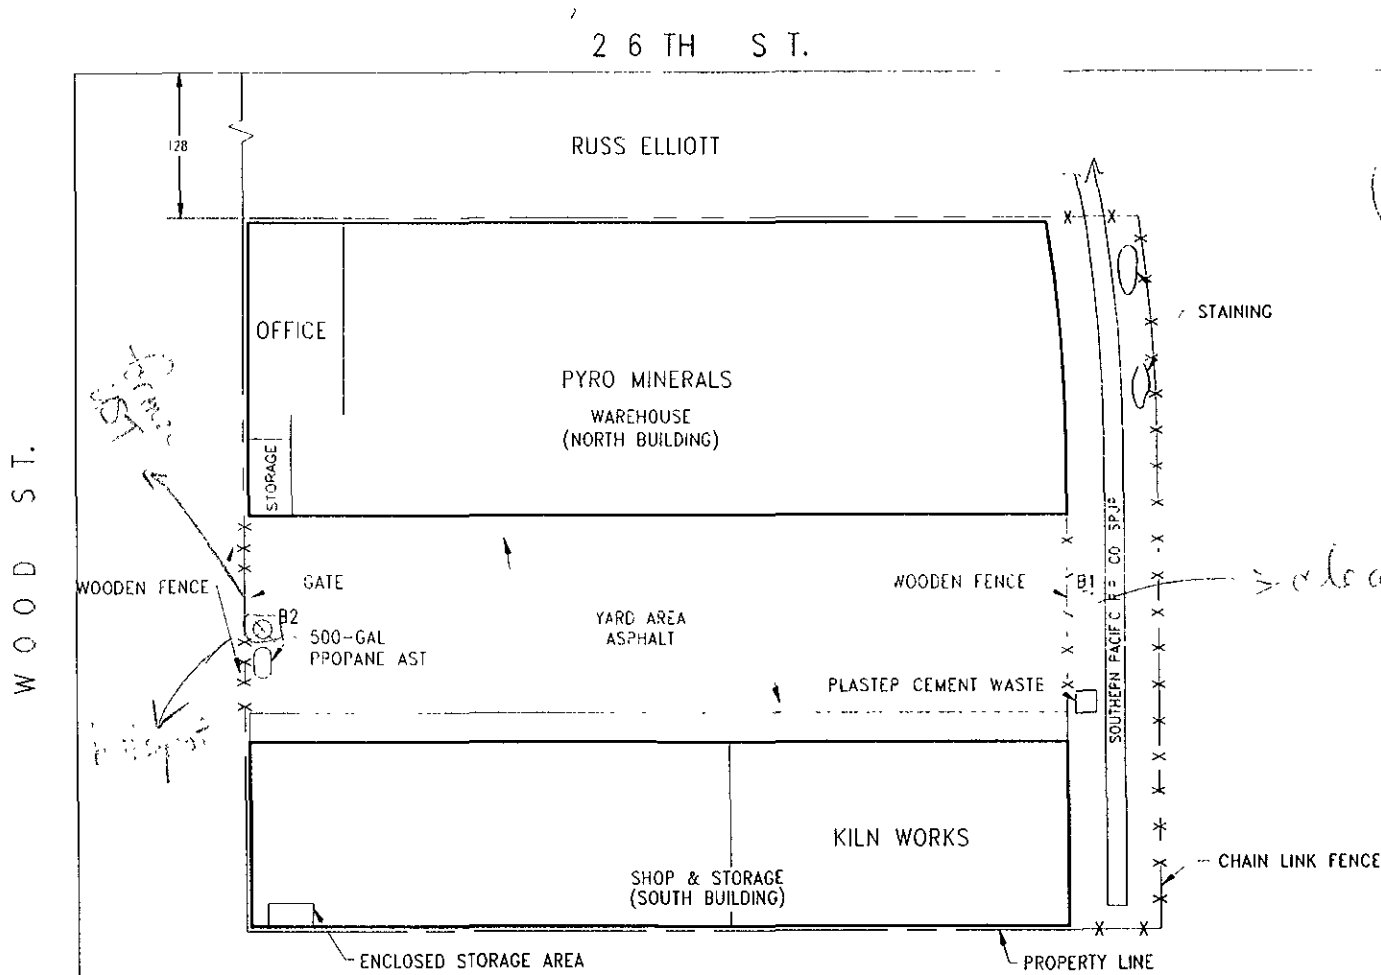 26TH ST.
128
RUSS ELLIOTT
STAINING
OFFICE
PYRO MINERALS
WAREHOUSE
(NORTH BUILDING)
STORAGE
WOOD ST.
WOODEN FENCE
GATE
B2
500-GAL
PROPANE AST
YARD AREA
ASPHALT
WOODEN FENCE
B1
SOUTHERN PACIFIC
CO
PLASTER CEMENT WASTE
KILN WORKS
SHOP & STORAGE
(SOUTH BUILDING)
CHAIN LINK FENCE
ENCLOSED STORAGE AREA
PROPERTY LINE